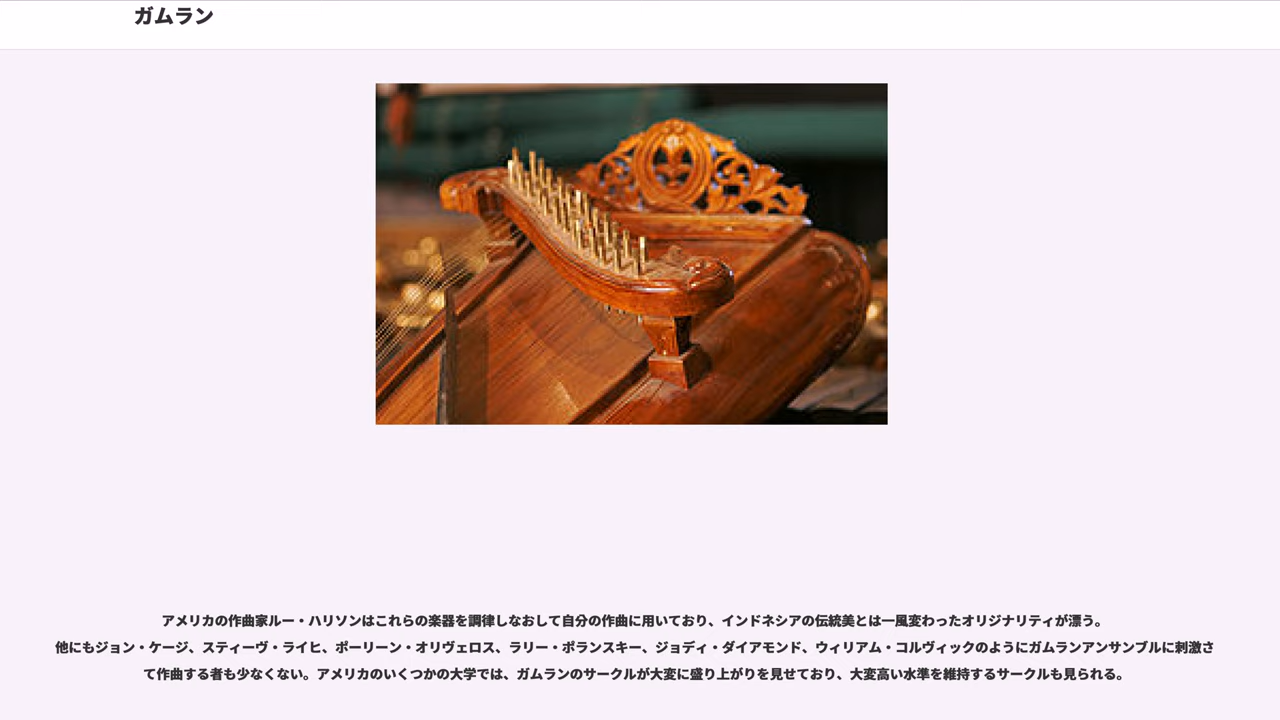 ガムラン
アメリカの作曲家ルー・ハリソンはこれらの楽器を調律しなおして自分の作曲に用いており、インドネシアの伝統美とは一風変わったオリジナリティが漂う。
他にもジョン・ケージ、スティーヴ・ライヒ、ポーリーン・オリヴェロス、ラリー・ポランスキー、ジョディ・ダイアモンド、ウィリアム・コルヴィックのようにガムランアンサンブルに刺激さ
て作曲する者も少なくない。アメリカのいくつかの大学では、ガムランのサークルが大変に盛り上がりを見せており、大変高い水準を維持するサークルも見られる。